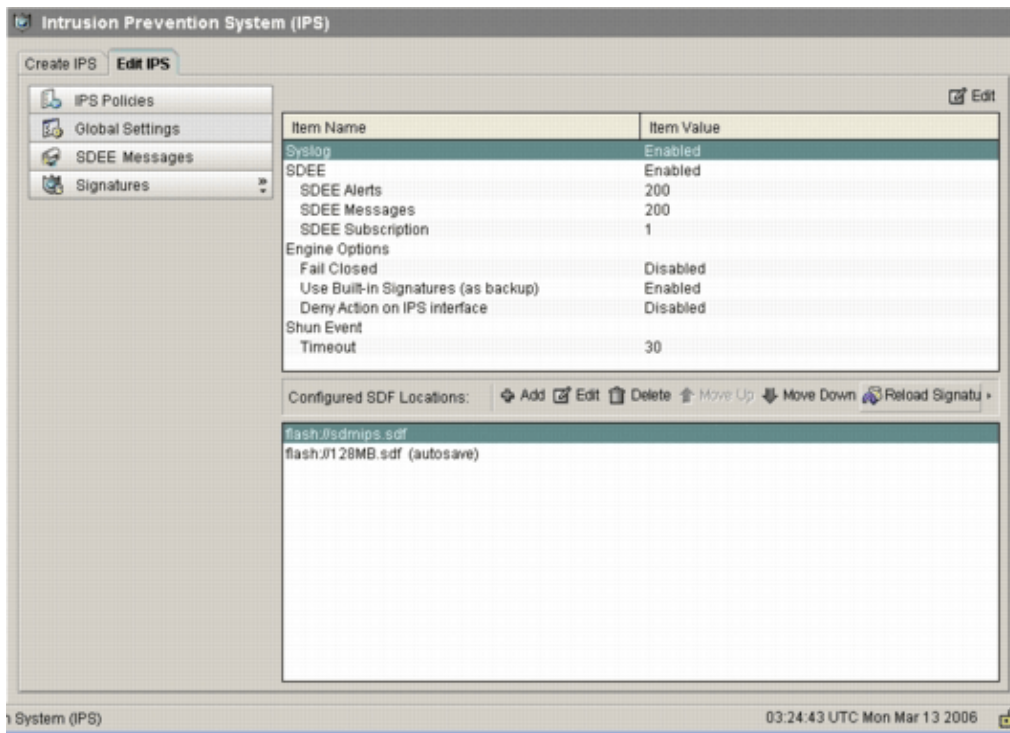 Intrusion Prevention System (IPS)
Create IPS Edit IPS
IPS Policies
Global Settings
SDEE Messages
Signatures
Edit
Item Name Item Value
Syslog Enabled
SDEE Enabled
SDEE Alerts 200
SDEE Messages 200
SDEE Subscription 1
Engine Options
Fail Closed Disabled
Use Built-in Signatures (as backup) Enabled
Deny Action on IPS interface Disabled
Shun Event
Timeout 30
Configured SDF Locations: Add Edit Delete Move Up Move Down Reload Signatu
flash://sdmips.sdf
flash://128MB.sdf (autosave)
n System (IPS) 03:24:43 UTC Mon Mar 13 2006